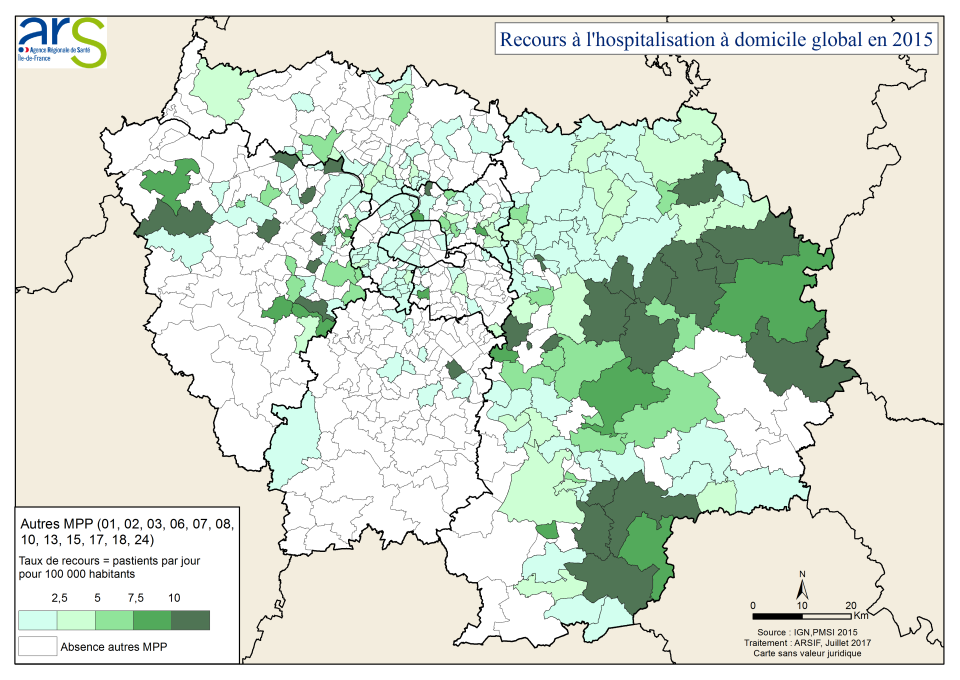 ars
Agence Régionale de Santé
Île-de-France
Recours à l'hospitalisation à domicile global en 2015
Autres MPP (01, 02, 03, 06, 07, 08,
10, 13, 15, 17, 18, 24)
Taux de recours = pastients par jour
pour 100 000 habitants
2,5 5 7,5 10
Absence autres MPP
N
0 10 20
Km
Source : IGN,PMSI 2015
Traitement : ARSIF, Juillet 2017
Carte sans valeur juridique